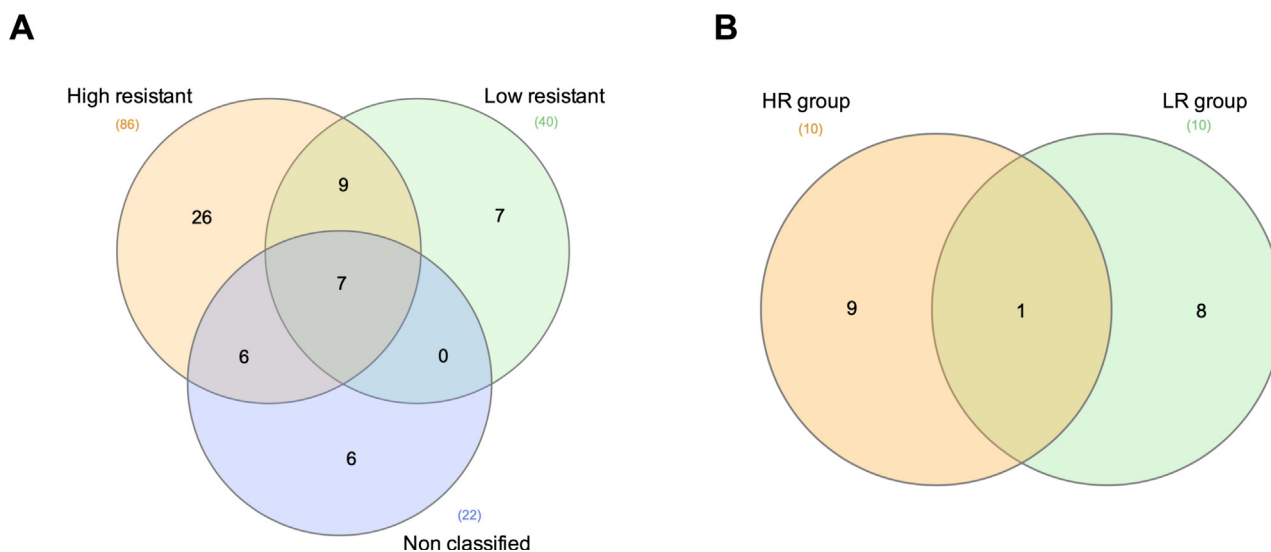 A
High resistant
(86)
Low resistant
(40)
26
9
7
7
6
0
6
(22)
Non classified
B
HR group
(10)
LR group
(10)
9
1
8